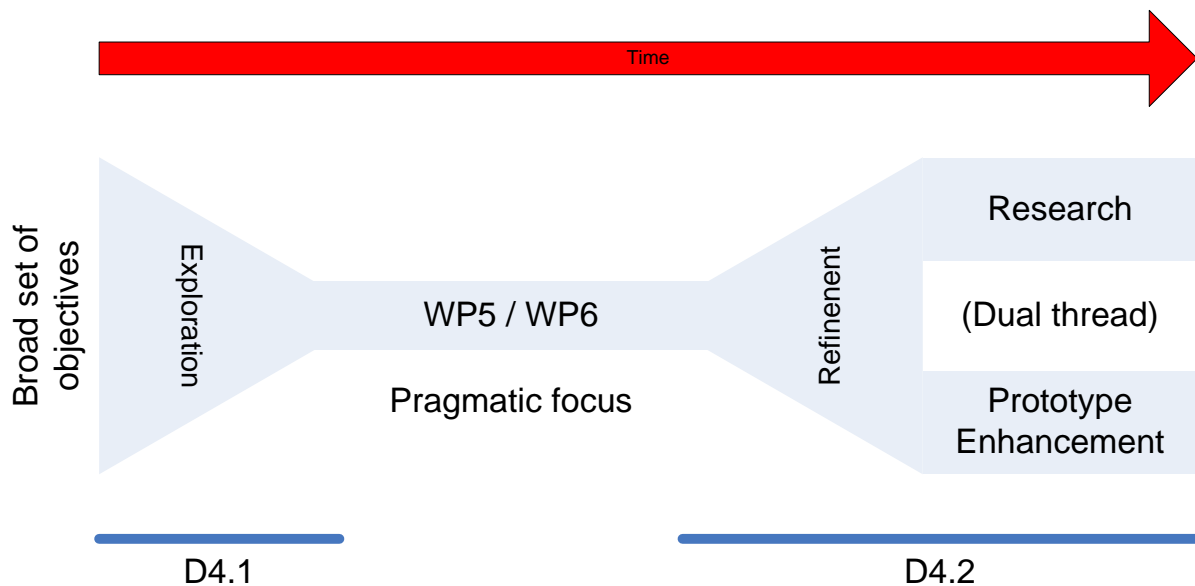 Time
Broad set of
objectives
Exploration
WP5 / WP6
Pragmatic focus
Refinenent
Research
(Dual thread)
Prototype
Enhancement
D4.1
D4.2